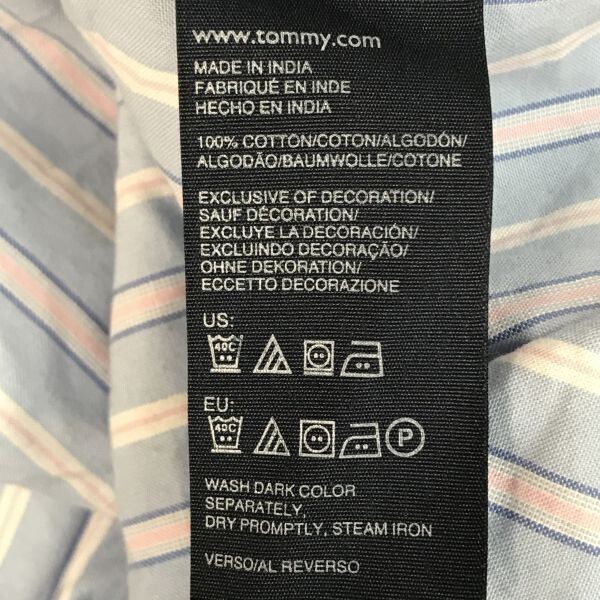 www.tommy.com
MADE IN INDIA
FABRIQUÉ EN INDE
HECHO EN INDIA
100% COTTON/COTON/ALGODÓN/
ALGODÃO/BAUMWOLLE/COTONE
EXCLUSIVE OF DECORATION/
SAUF DÉCORATION/
EXCLUYE LA DECORACIÓN/
EXCLUINDO DECORAÇÃO/
OHNE DEKORATION/
ECCETTO DECORAZIONE
US:
40C
EU:
40C P
WASH DARK COLOR
SEPARATELY,
DRY PROMPTLY, STEAM IRON
VERSO/AL REVERSO